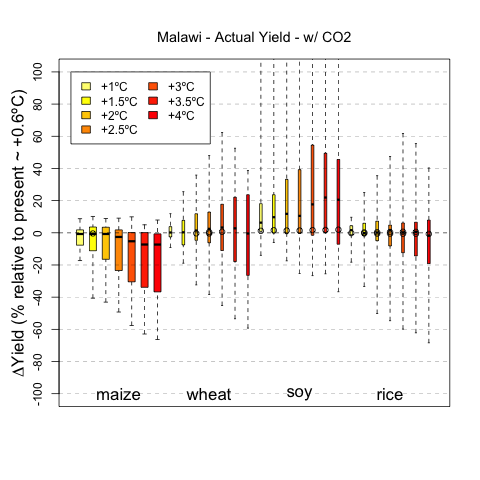 Malawi - Actual Yield - w/ CO2
ΔYield (% relative to present ~ +0.6ºC)
100
80
60
40
20
0
-20
-40
-60
-80
-100
+1ºC
+1.5ºC
+2ºC
+2.5ºC
+3ºC
+3.5ºC
+4ºC
maize wheat soy rice